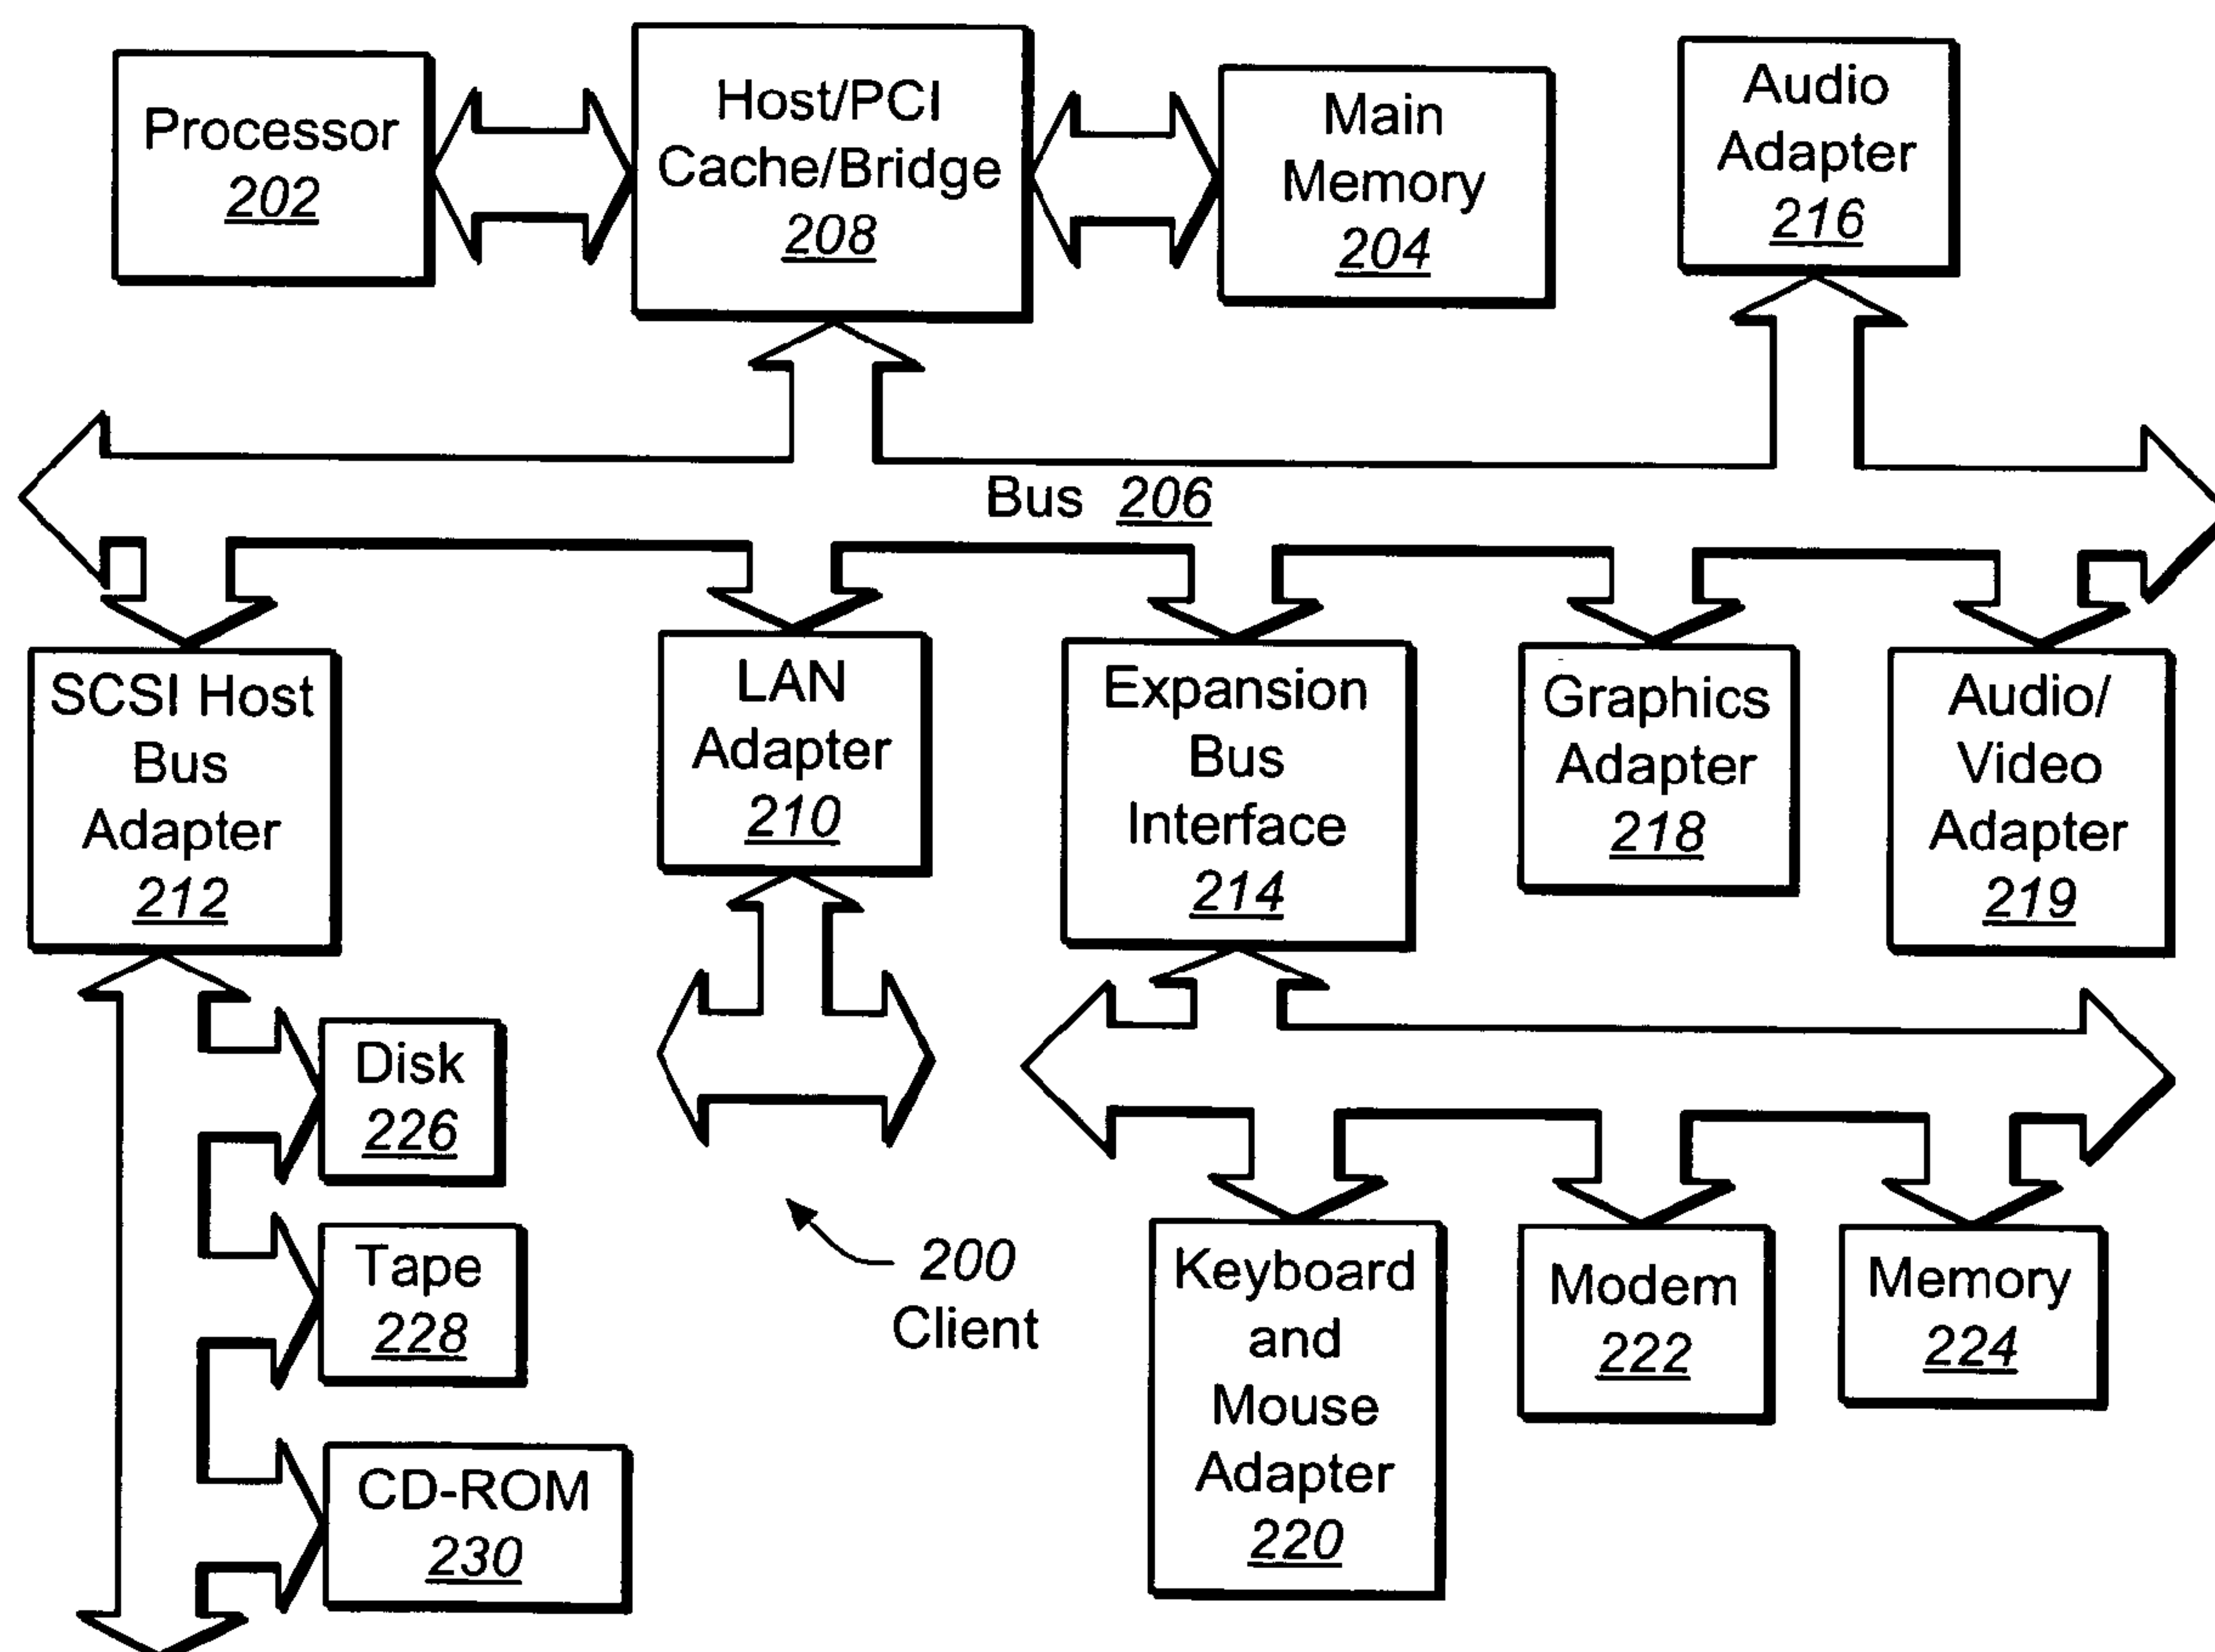 Processor
202
Host/PCI
Cache/Bridge
208
Main
Memory
204
Audio
Adapter
216
Bus 206
SCSI Host
Bus
Adapter
212
LAN
Adapter
210
Expansion
Bus
Interface
214
Graphics
Adapter
218
Audio/
Video
Adapter
219
Disk
226
Tape
228
CD-ROM
230
200
Client
Keyboard
and
Mouse
Adapter
220
Modem
222
Memory
224